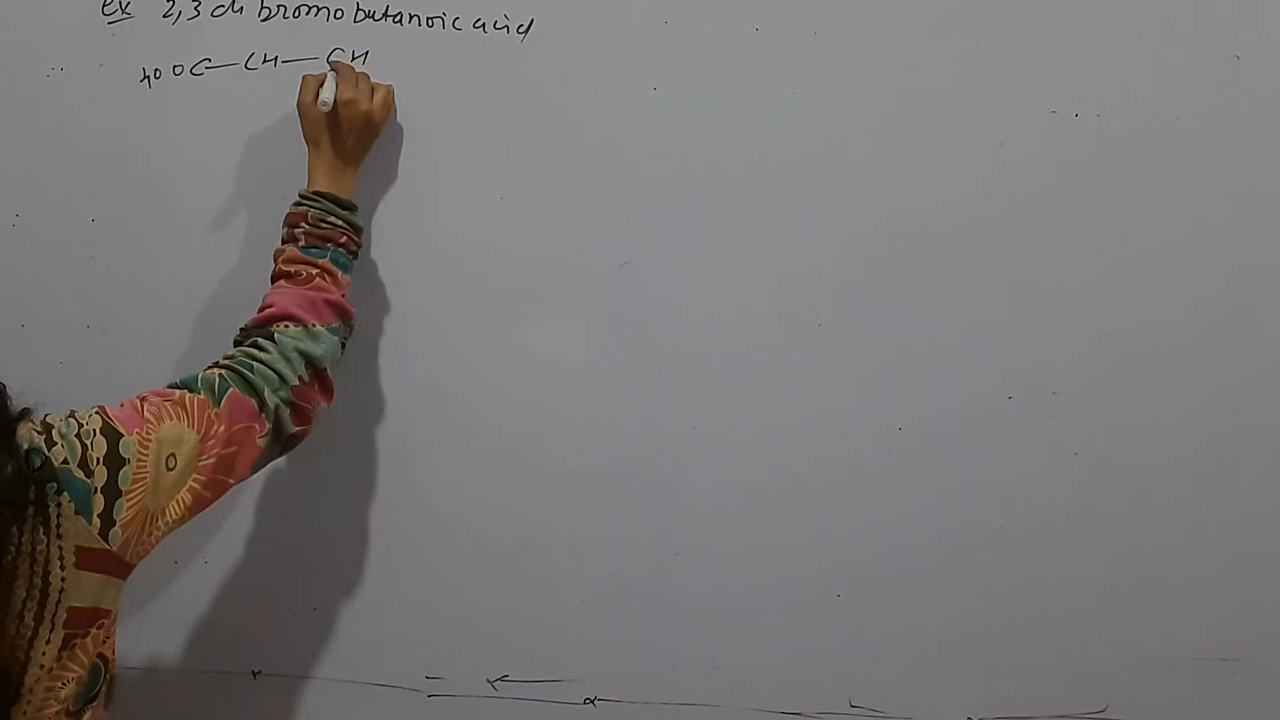 ex 2,3 di bromo butanoic acid
HOOC — CH — CH